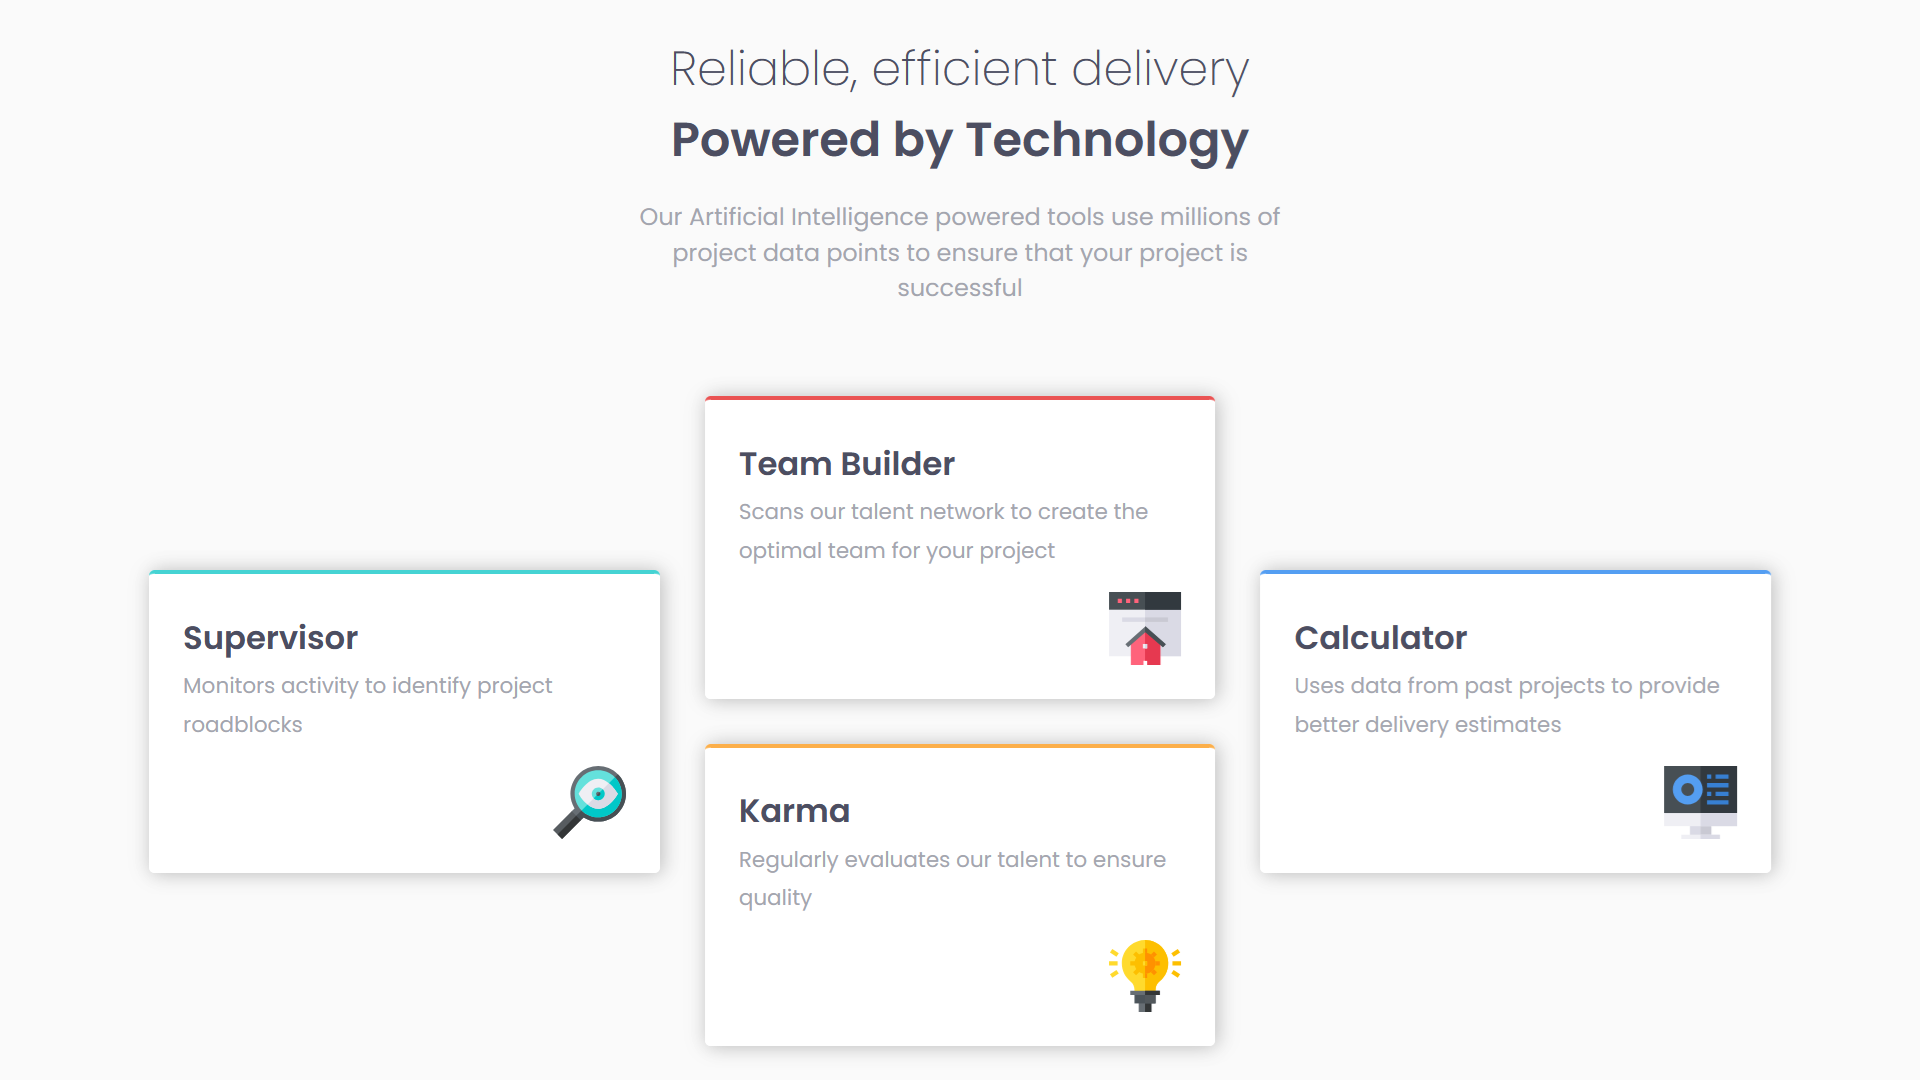 Reliable, efficient delivery
Powered by Technology
Our Artificial Intelligence powered tools use millions of
project data points to ensure that your project is
successful
Supervisor
Monitors activity to identify project
roadblocks
Team Builder
Scans our talent network to create the
optimal team for your project
Karma
Regularly evaluates our talent to ensure
quality
Calculator
Uses data from past projects to provide
better delivery estimates